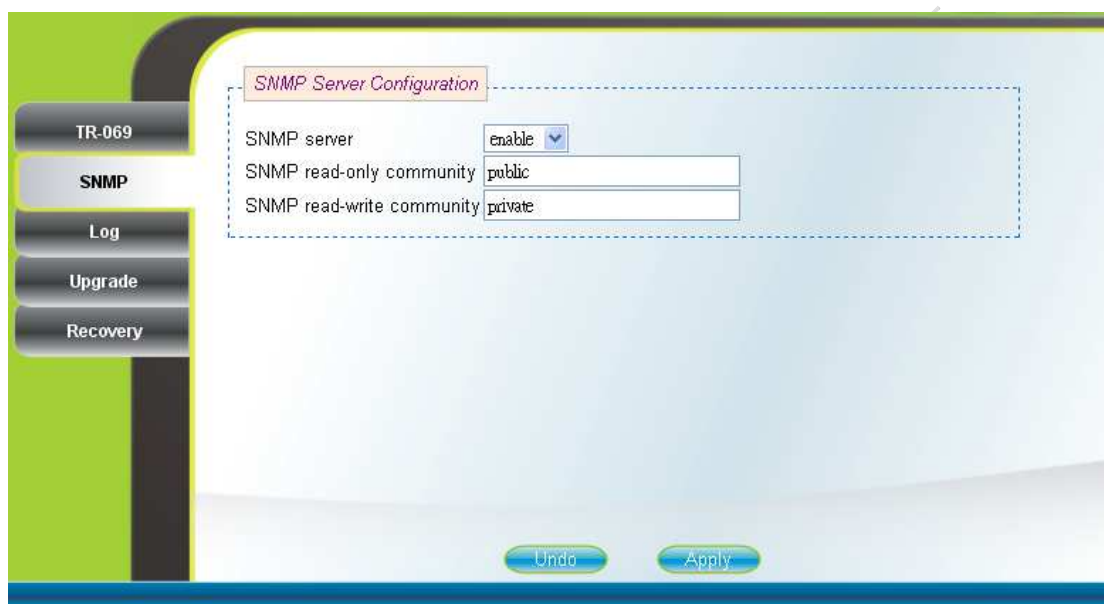 SNMP Server Configuration
TR-069
SNMP
Log
Upgrade
Recovery
SNMP server enable
SNMP read-only community public
SNMP read-write community private
Undo Apply